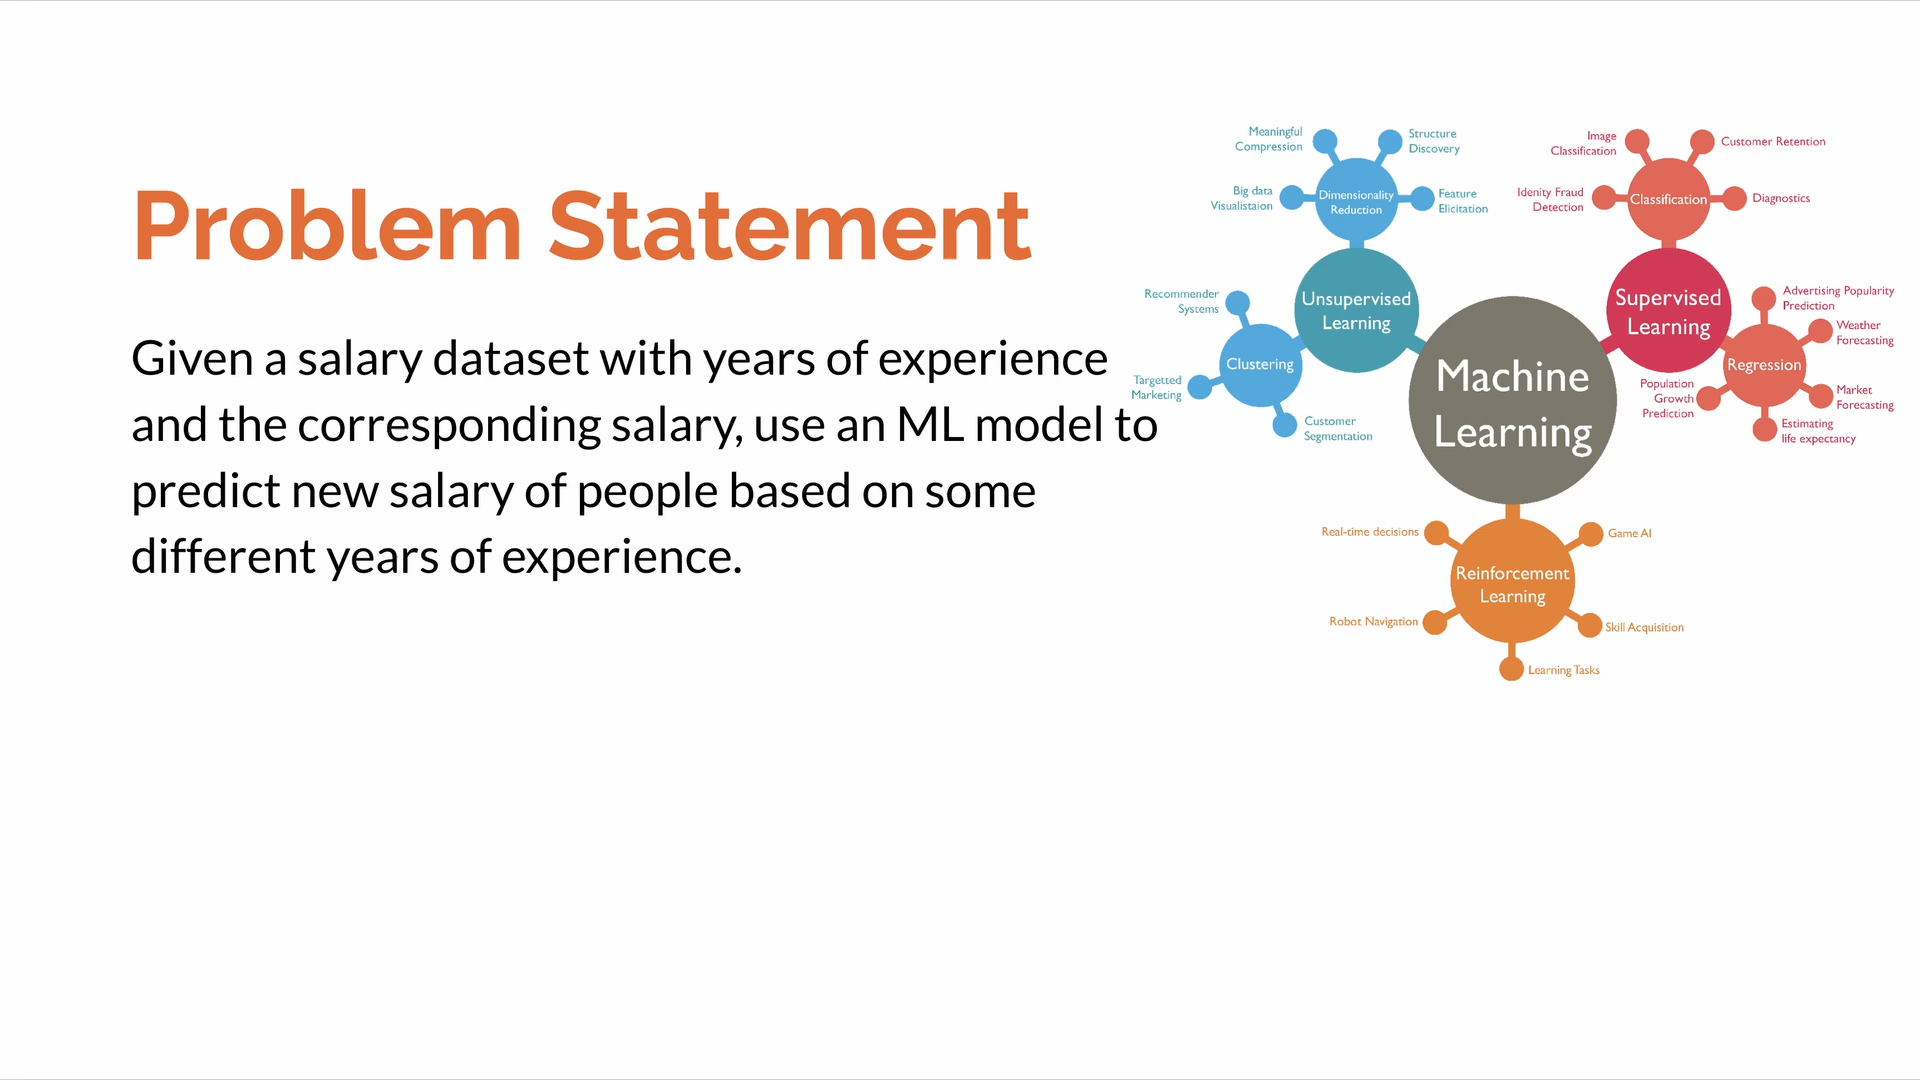 Problem Statement
Given a salary dataset with years of experience
and the corresponding salary, use an ML model to
predict new salary of people based on some
different years of experience.
Meaningful
Compression
Structure
Discovery
Big data
Visualistaion
Dimensionality
Reduction
Feature
Elicitation
Unsupervised
Learning
Recommender
Systems
Clustering
Targetted
Marketing
Customer
Segmentation
Machine
Learning
Image
Classification
Customer Retention
Idenity Fraud
Detection
Classification
Diagnostics
Supervised
Learning
Advertising Popularity
Prediction
Weather
Forecasting
Regression
Population
Growth
Prediction
Market
Forecasting
Estimating
life expectancy
Real-time decisions
Game AI
Reinforcement
Learning
Robot Navigation
Skill Acquisition
Learning Tasks